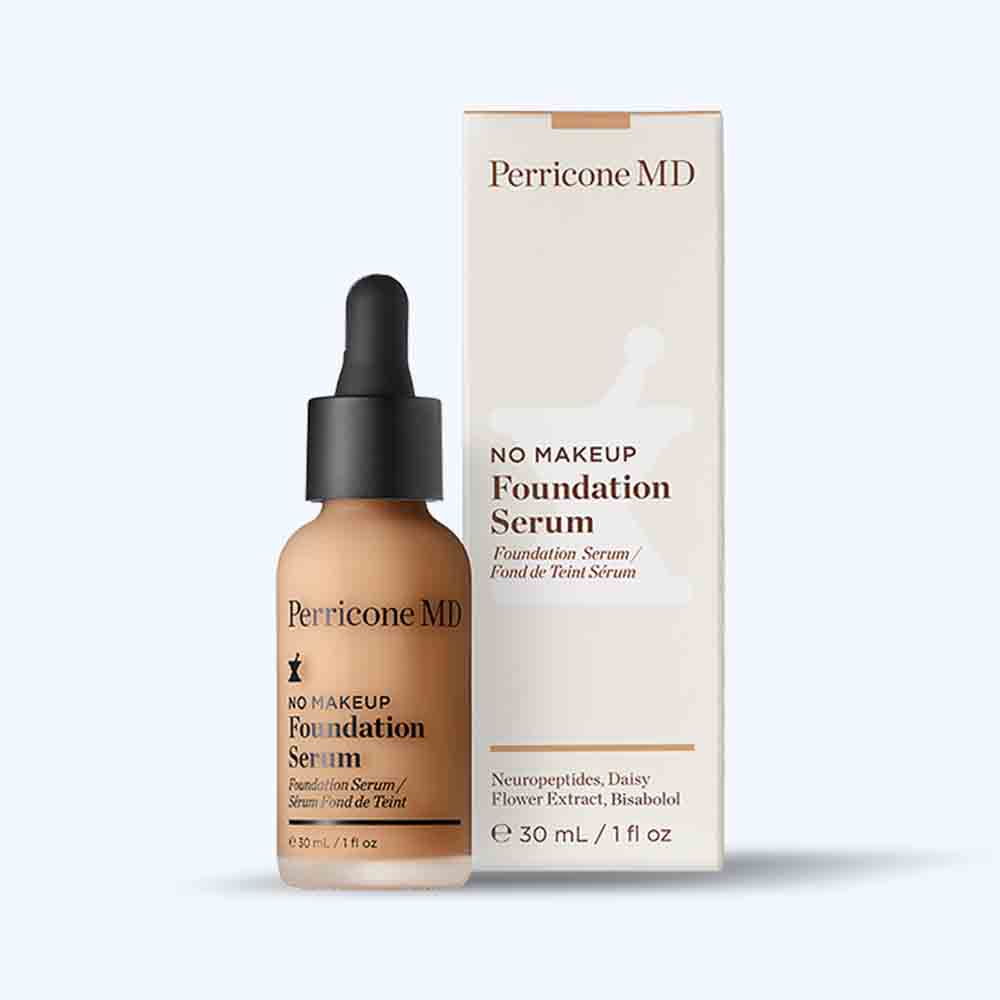 Perricone MD
NO MAKEUP
Foundation
Serum
Foundation Serum /
Fond de Teint Sérum
Neuropeptides, Daisy
Flower Extract, Bisabolol
℮ 30 mL / 1 fl oz
Perricone MD
NO MAKEUP
Foundation
Serum
Foundation Serum /
Sérum Fond de Teint
℮ 30 mL / 1 fl oz